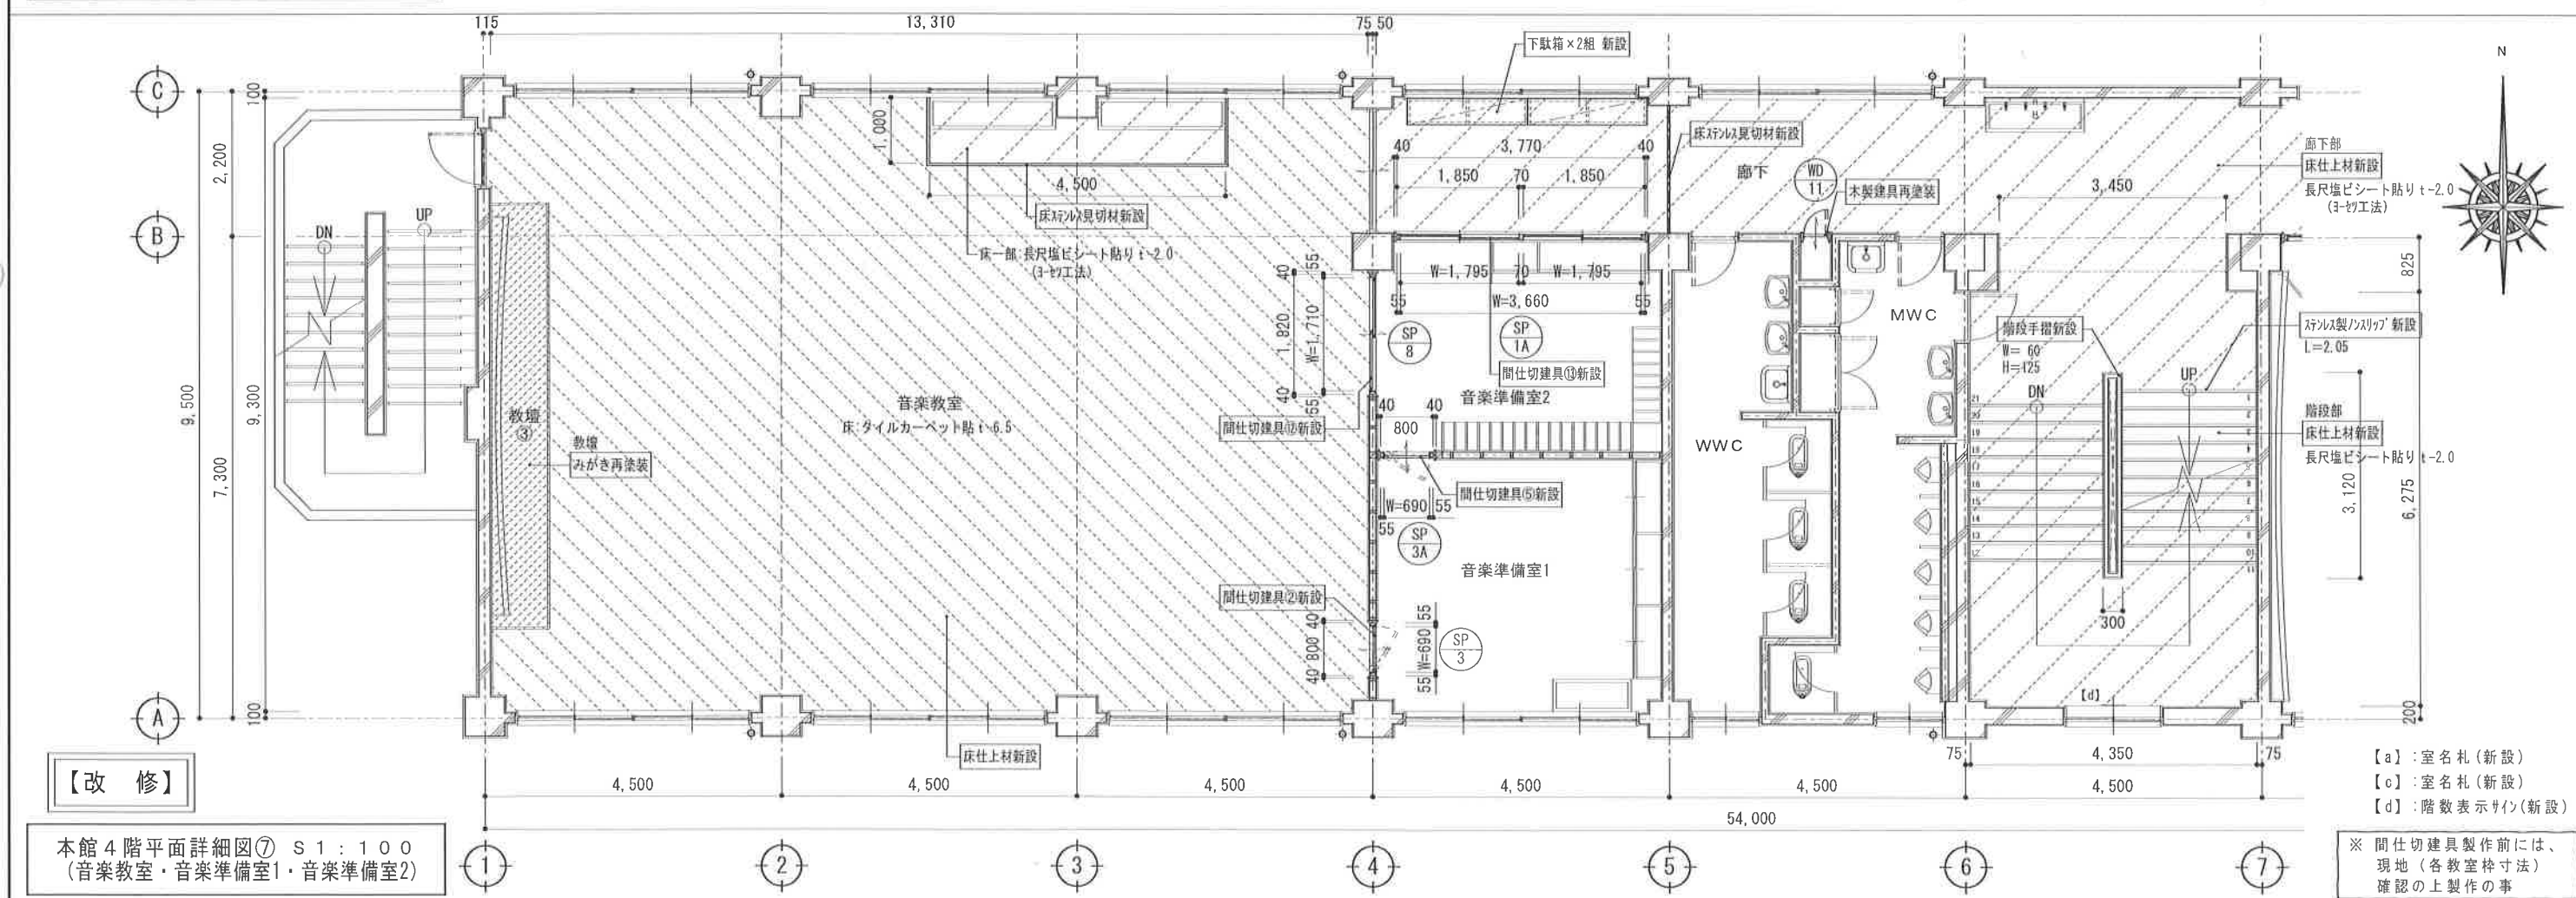 115
13,310
75 50
下駄箱×2組 新設
N
C
100
1,000
40
3,770
40
床ステンレス見切材新設
廊下
WD
11
木製建具再塗装
廊下部
床仕上材新設
長尺塩ビシート貼り t-2.0
(ヨーセツ工法)
2,200
1,850
70
1,850
3,450
4,500
床ステンレス見切材新設
B
DN
UP
床一部:長尺塩ビシート貼り t-2.0
(ヨーセツ工法)
40
55
W=1,795
70
W=1,795
55
W=3,660
55
825
1,820
W=1,710
SP
8
SP
1A
MWC
階段手摺新設
W= 60
H=125
ステンレス製ノンスリップ 新設
L=2.05
間仕切建具⑬新設
9,500
9,300
音楽教室
床:タイルカーペット貼 t-6.5
40
55
40
40
音楽準備室2
800
DN
UP
教壇
③
教壇
みがき再塗装
間仕切建具⑫新設
WWC
階段部
床仕上材新設
長尺塩ビシート貼り t-2.0
7,300
間仕切建具⑤新設
W=690
55
55
SP
3A
3,120
6,275
音楽準備室1
間仕切建具②新設
40
800
40
55
W=690
55
SP
3
300
【d】
A
100
200
床仕上材新設
75
4,350
75
【改 修】
4,500
4,500
4,500
4,500
4,500
4,500
54,000
【a】:室名札(新設)
【c】:室名札(新設)
【d】:階数表示サイン(新設)
本館4階平面詳細図⑦ S1:100
(音楽教室・音楽準備室1・音楽準備室2)
1
2
3
4
5
6
7
※ 間仕切建具製作前には、
現地(各教室枠寸法)
確認の上製作の事